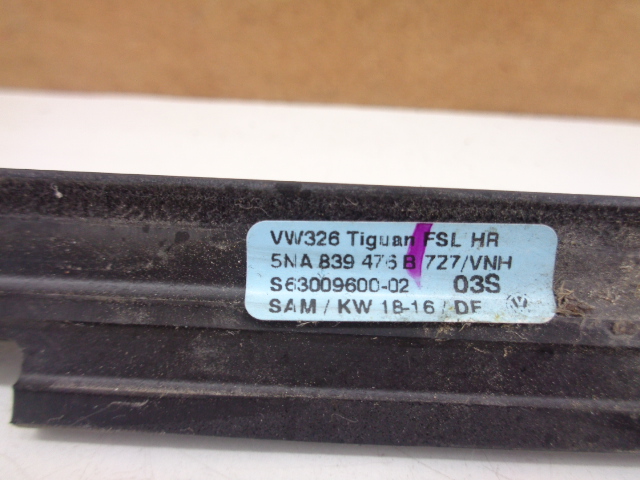 VW326 Tiguan FSL HR
5NA 839 476 B 727/VNH
S63009600-02 03S
SAM / KW 18-16 / DF